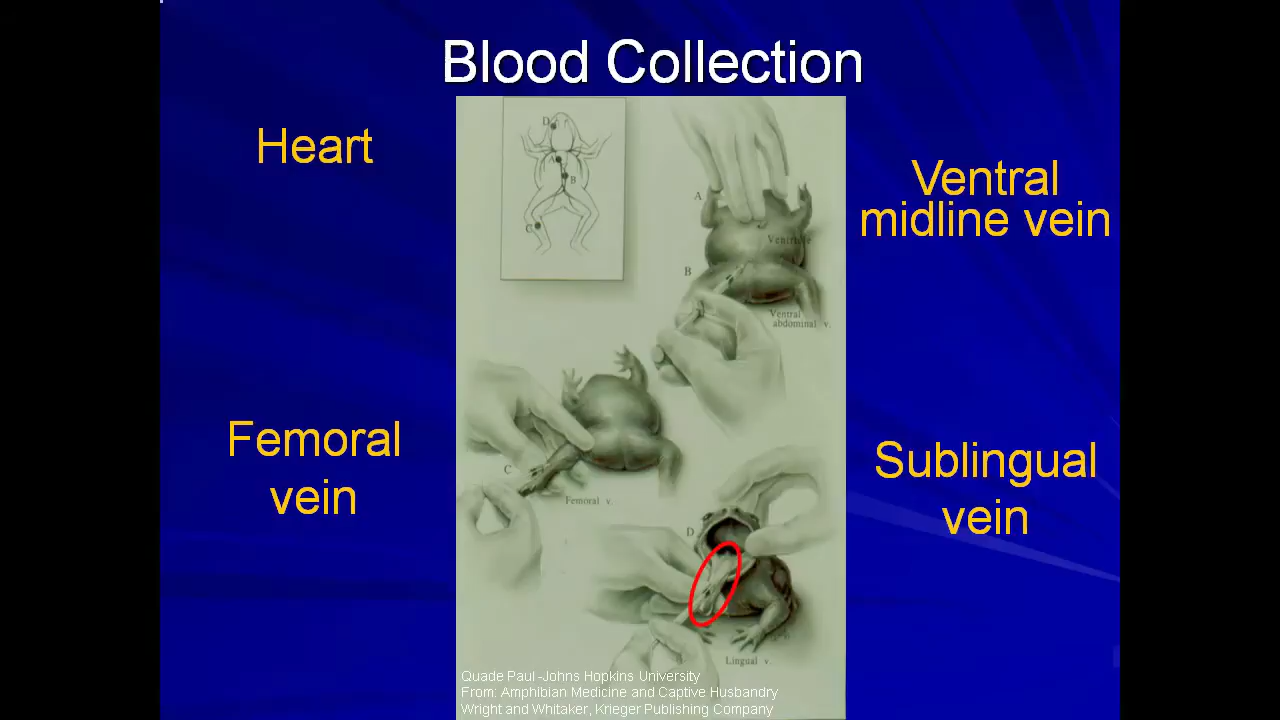 Blood Collection
Heart
Ventral
midline vein
Femoral
vein
Sublingual
vein
D
A
B
C
A
Ventricle
B
Ventral
abdominal v.
C
Femoral v.
D
Lingual v.
Quade Paul -Johns Hopkins University
From: Amphibian Medicine and Captive Husbandry
Wright and Whitaker, Krieger Publishing Company